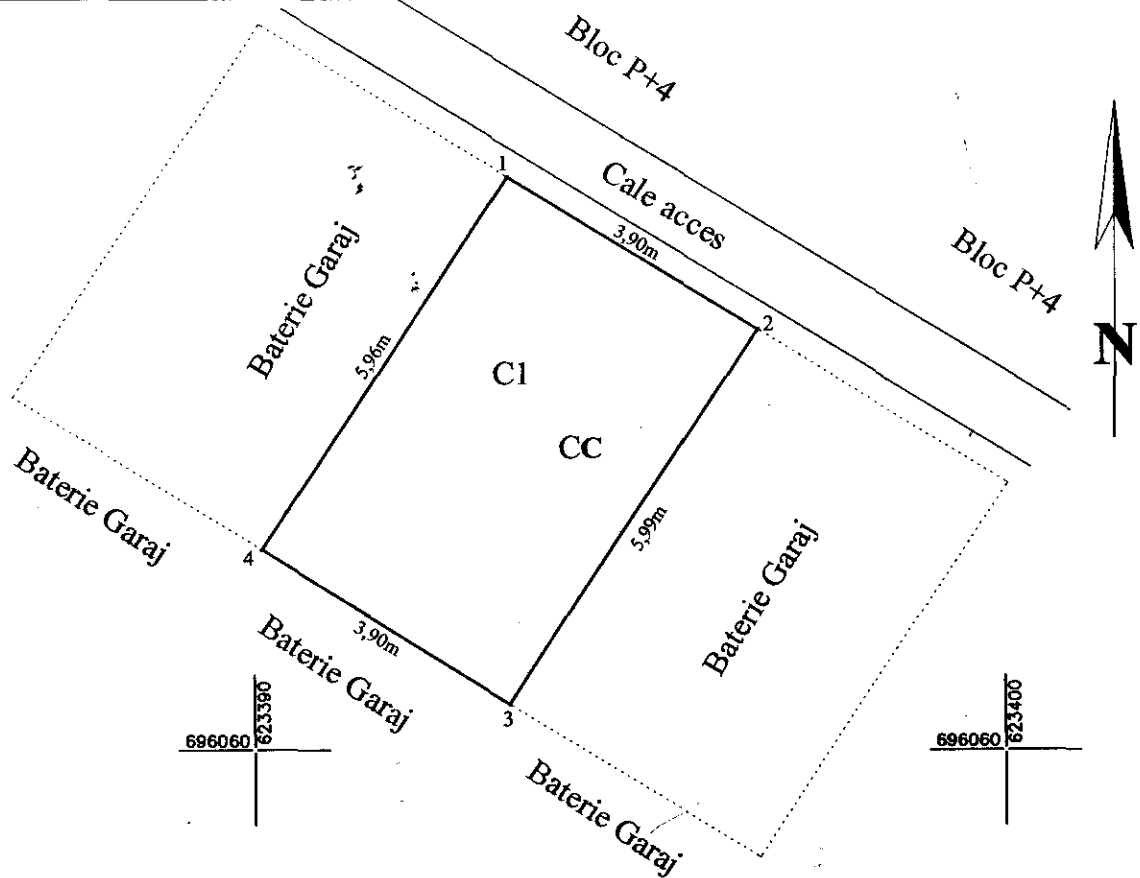 Bloc P+4
1
Cale acces
3,90m
Bloc P+4
2
N
Baterie Garaj
5,96m
C1
CC
Baterie Garaj
4
5,99m
Baterie Garaj
Baterie Garaj
3,90m
3
696060
623390
696060
623400
Baterie Garaj